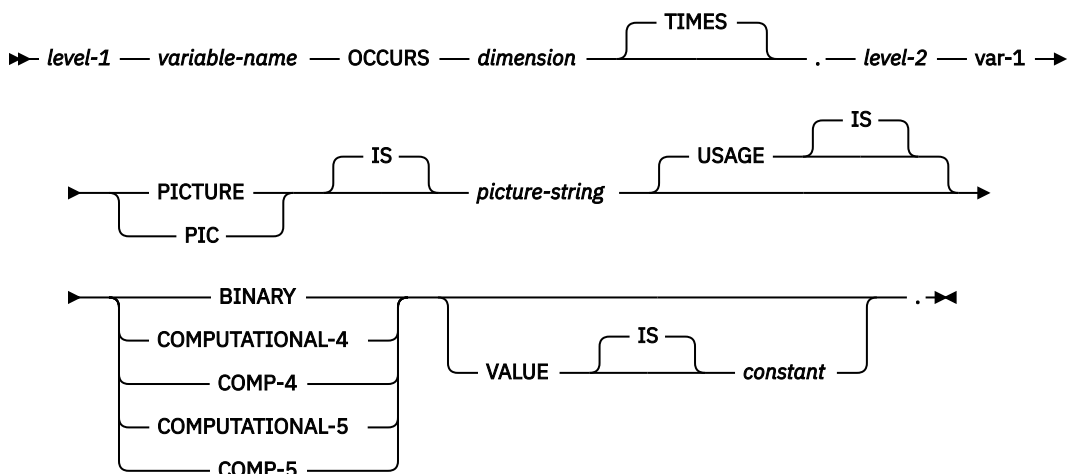 TIMES
level-1 variable-name OCCURS dimension . level-2 var-1
IS
IS USAGE
PICTURE picture-string
PIC
BINARY .
COMPUTATIONAL-4 IS
VALUE constant
COMP-4
COMPUTATIONAL-5
COMP-5